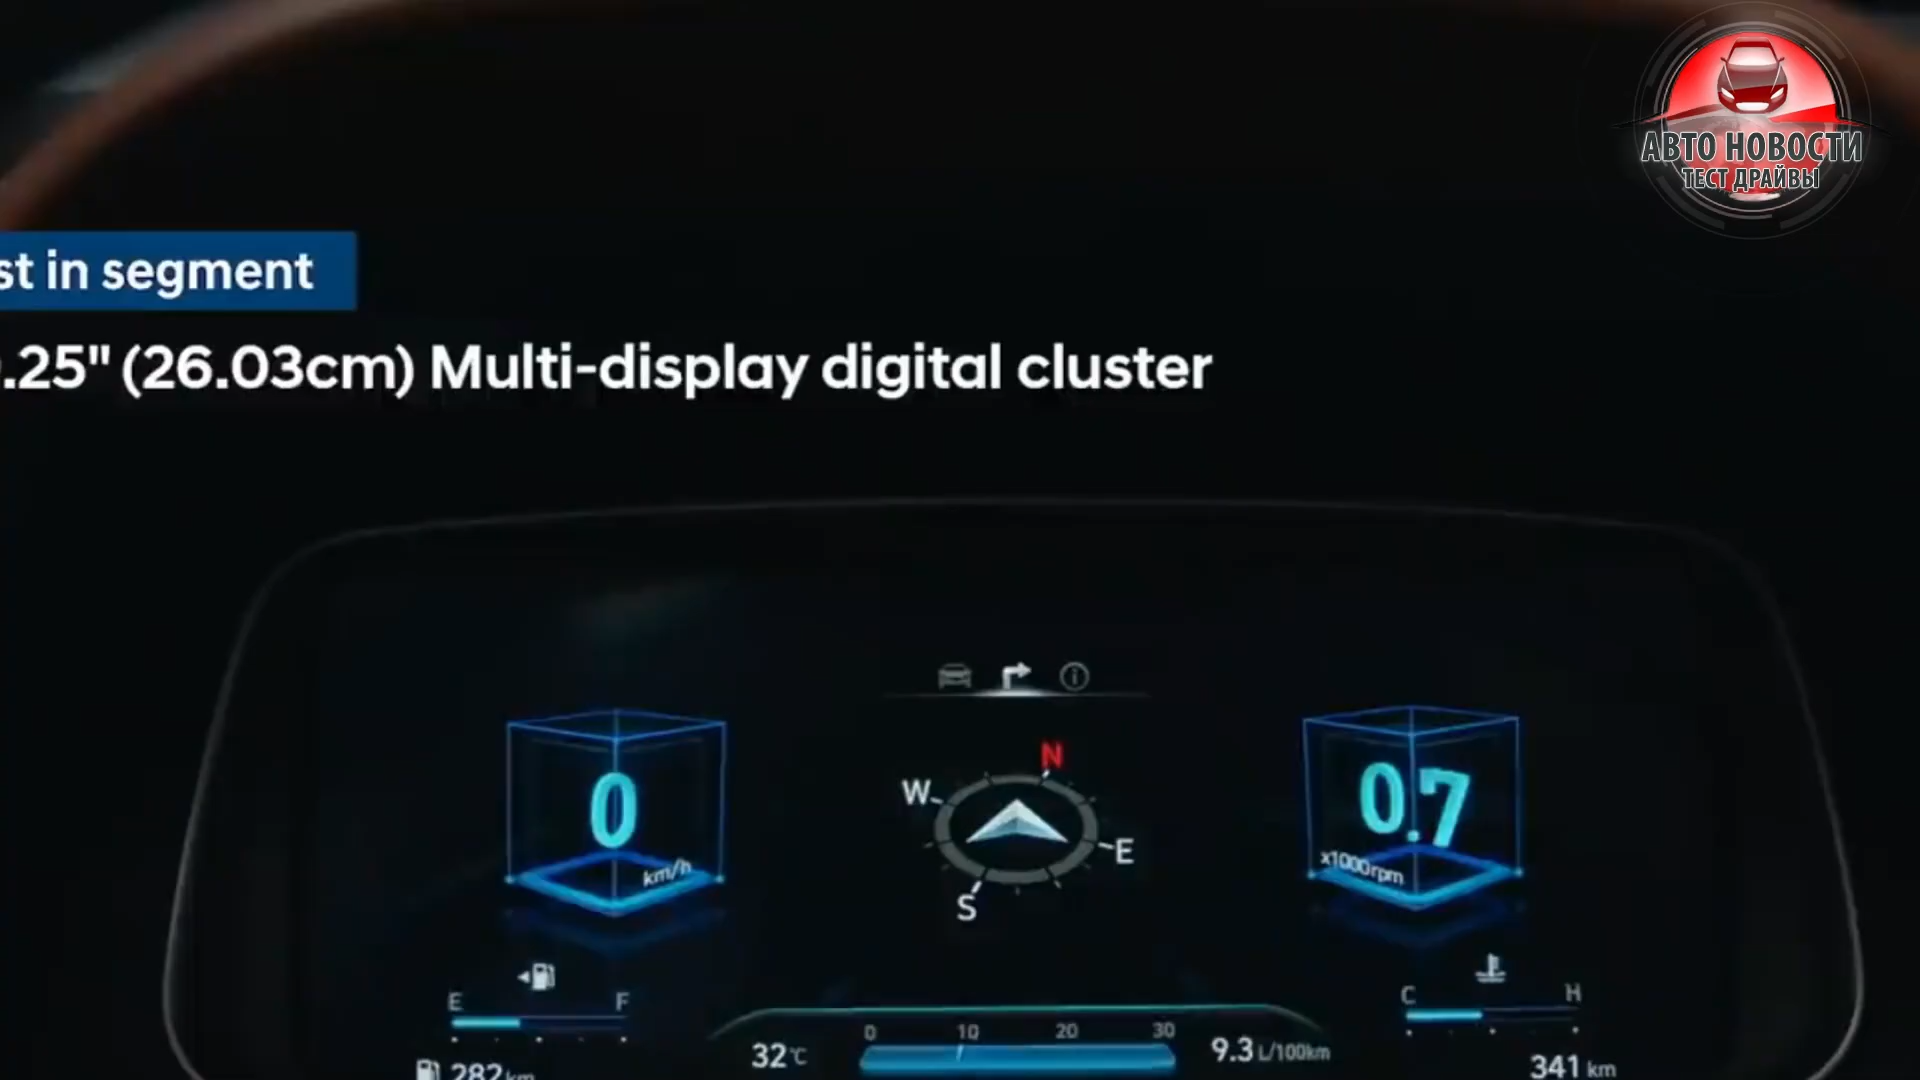 АВТО НОВОСТИ
ТЕСТ ДРАЙВЫ
st in segment
.25" (26.03cm) Multi-display digital cluster
N
W
E
S
0
km/h
0.7
x1000rpm
E F
C H
0 10 20 30
32°C
9.3 L/100km
282 km
341 km